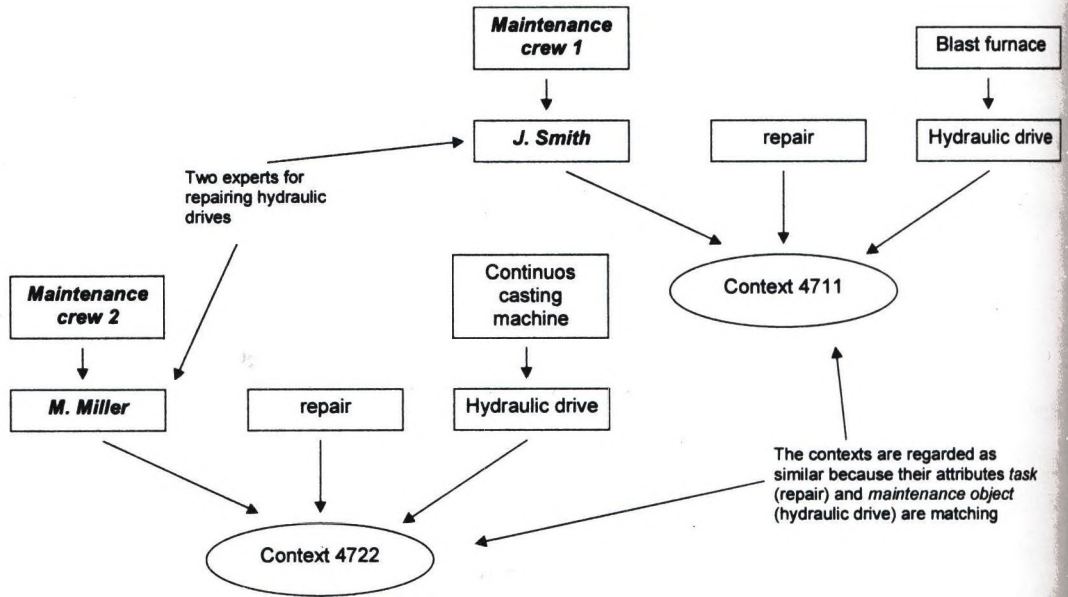 Maintenance
crew 1
Blast furnace
J. Smith
repair
Hydraulic drive
Two experts for
repairing hydraulic
drives
Context 4711
Maintenance
crew 2
Continuos
casting
machine
M. Miller
repair
Hydraulic drive
The contexts are regarded as
similar because their attributes task
(repair) and maintenance object
(hydraulic drive) are matching
Context 4722